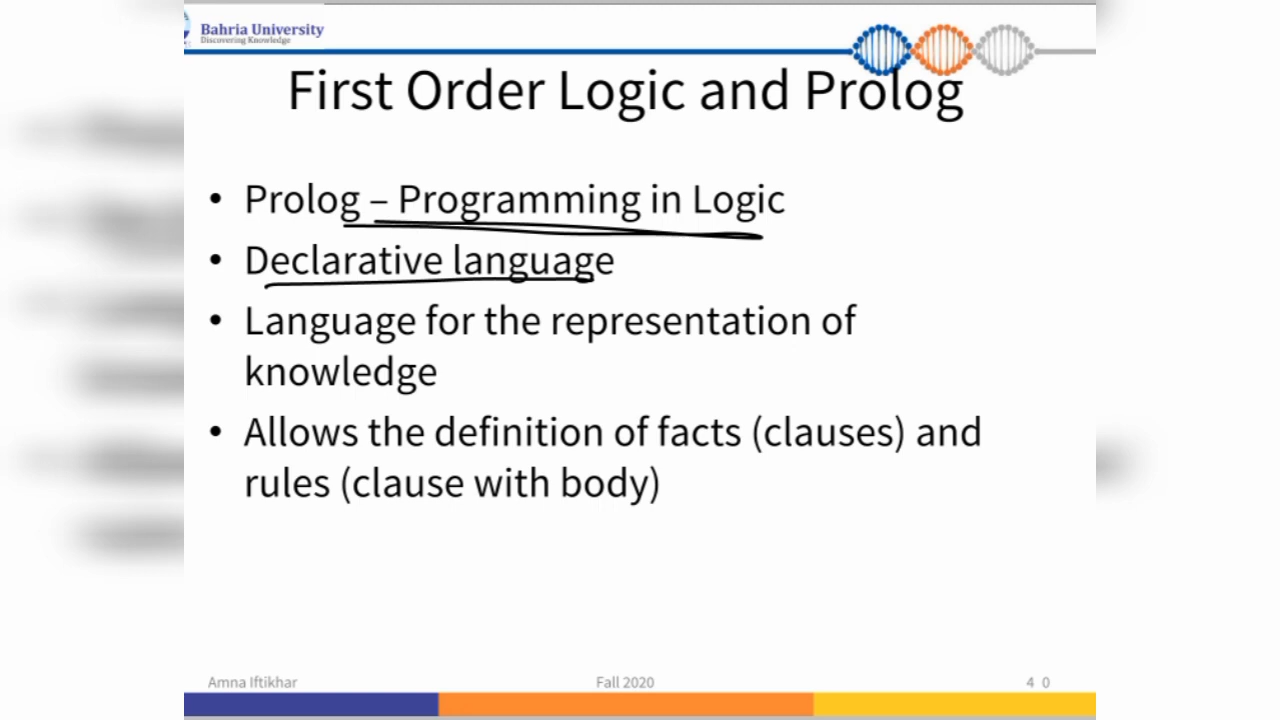 Bahria University
Discovering Knowledge
First Order Logic and Prolog
• Prolog – Programming in Logic
• Declarative language
• Language for the representation of
knowledge
• Allows the definition of facts (clauses) and
rules (clause with body)
Amna Iftikhar
Fall 2020
4 0